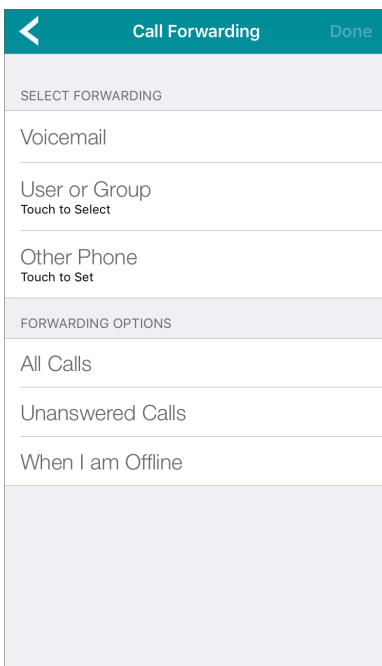 Call Forwarding Done
SELECT FORWARDING
Voicemail
User or Group
Touch to Select
Other Phone
Touch to Set
FORWARDING OPTIONS
All Calls
Unanswered Calls
When I am Offline